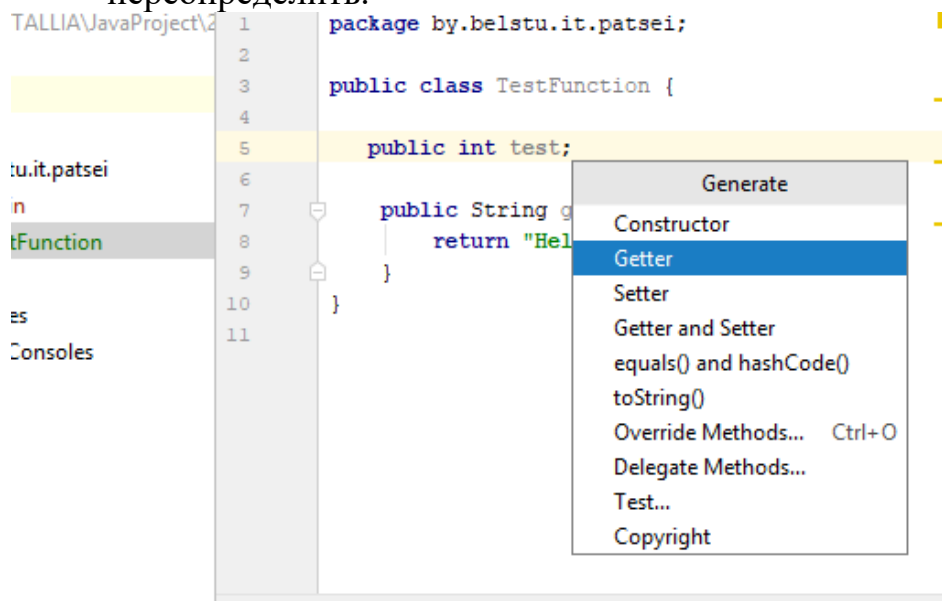 переопределить.
TALLIA\JavaProject\2
tu.it.patsei
in
tFunction
es
Consoles
1 package by.belstu.it.patsei;
2
3 public class TestFunction {
4
5 public int test;
6
7 public String g
8 return "Hel
9 }
10 }
11
Generate
Constructor
Getter
Setter
Getter and Setter
equals() and hashCode()
toString()
Override Methods... Ctrl+O
Delegate Methods...
Test...
Copyright